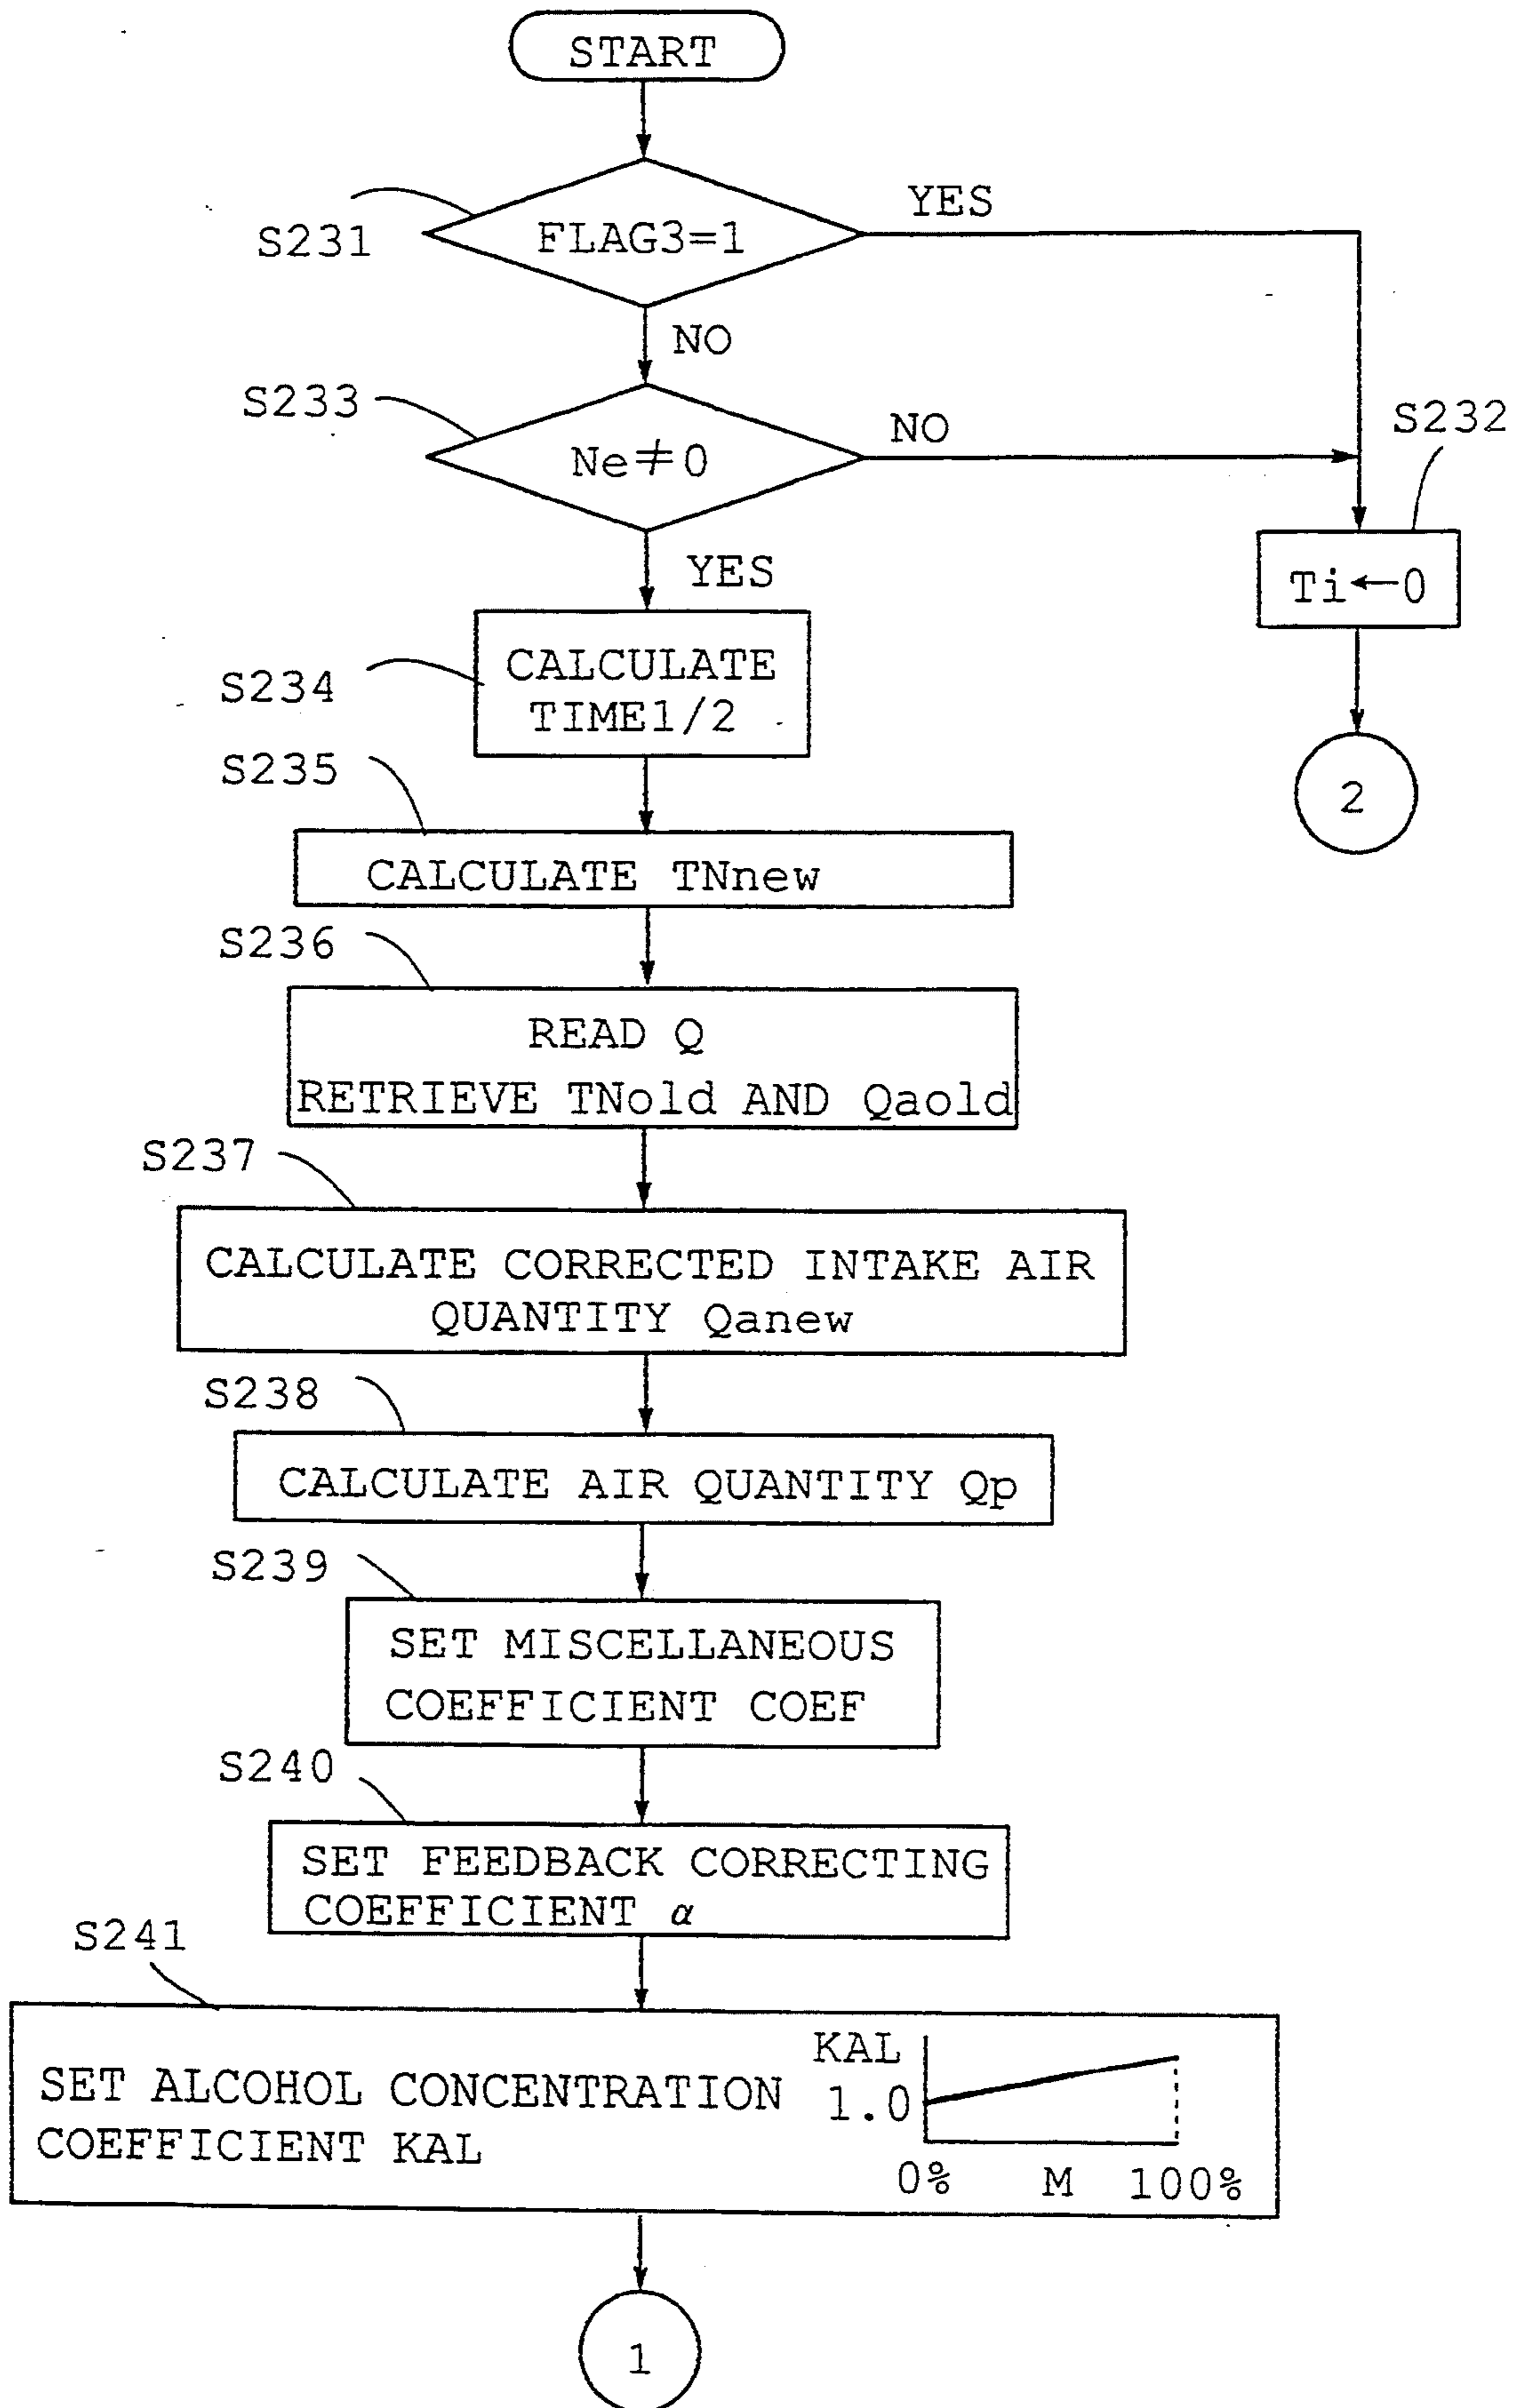 START
S231
FLAG3=1
YES
NO
S233
Ne≠0
NO
S232
YES
Ti←0
S234
CALCULATE
TIME1/2
2
S235
CALCULATE TNnew
S236
READ Q
RETRIEVE TNold AND Qaold
S237
CALCULATE CORRECTED INTAKE AIR
QUANTITY Qanew
S238
CALCULATE AIR QUANTITY Qp
S239
SET MISCELLANEOUS
COEFFICIENT COEF
S240
SET FEEDBACK CORRECTING
COEFFICIENT α
S241
SET ALCOHOL CONCENTRATION
COEFFICIENT KAL
KAL
1.0
0% M 100%
1